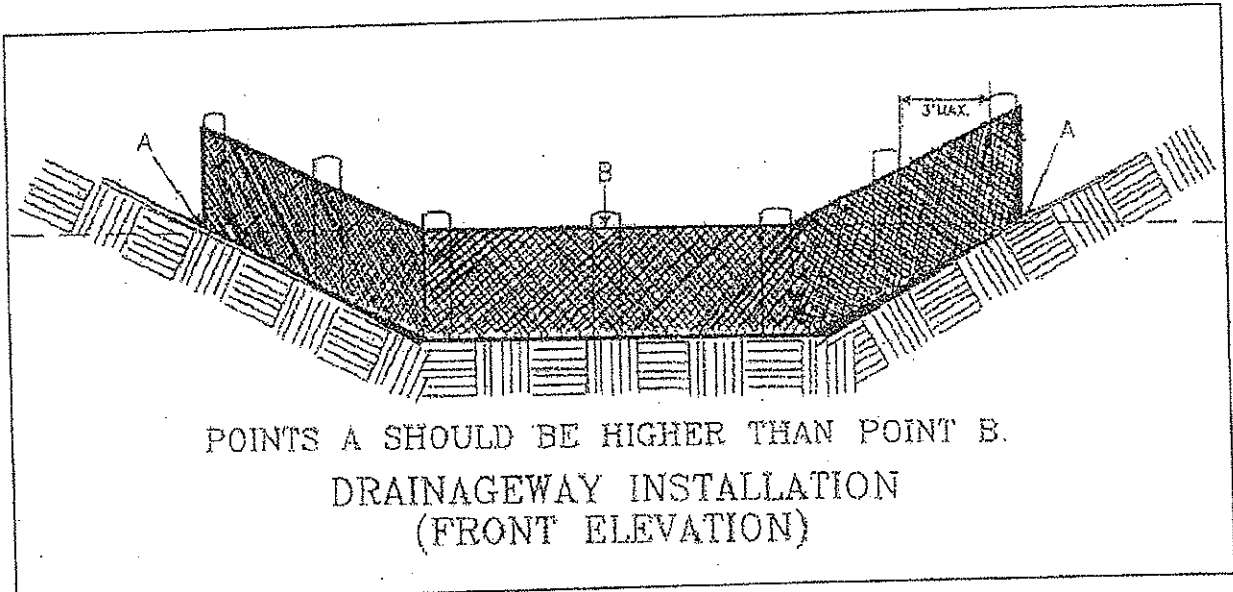 3'MAX.
A
A
B
POINTS A SHOULD BE HIGHER THAN POINT B.
DRAINAGEWAY INSTALLATION
(FRONT ELEVATION)